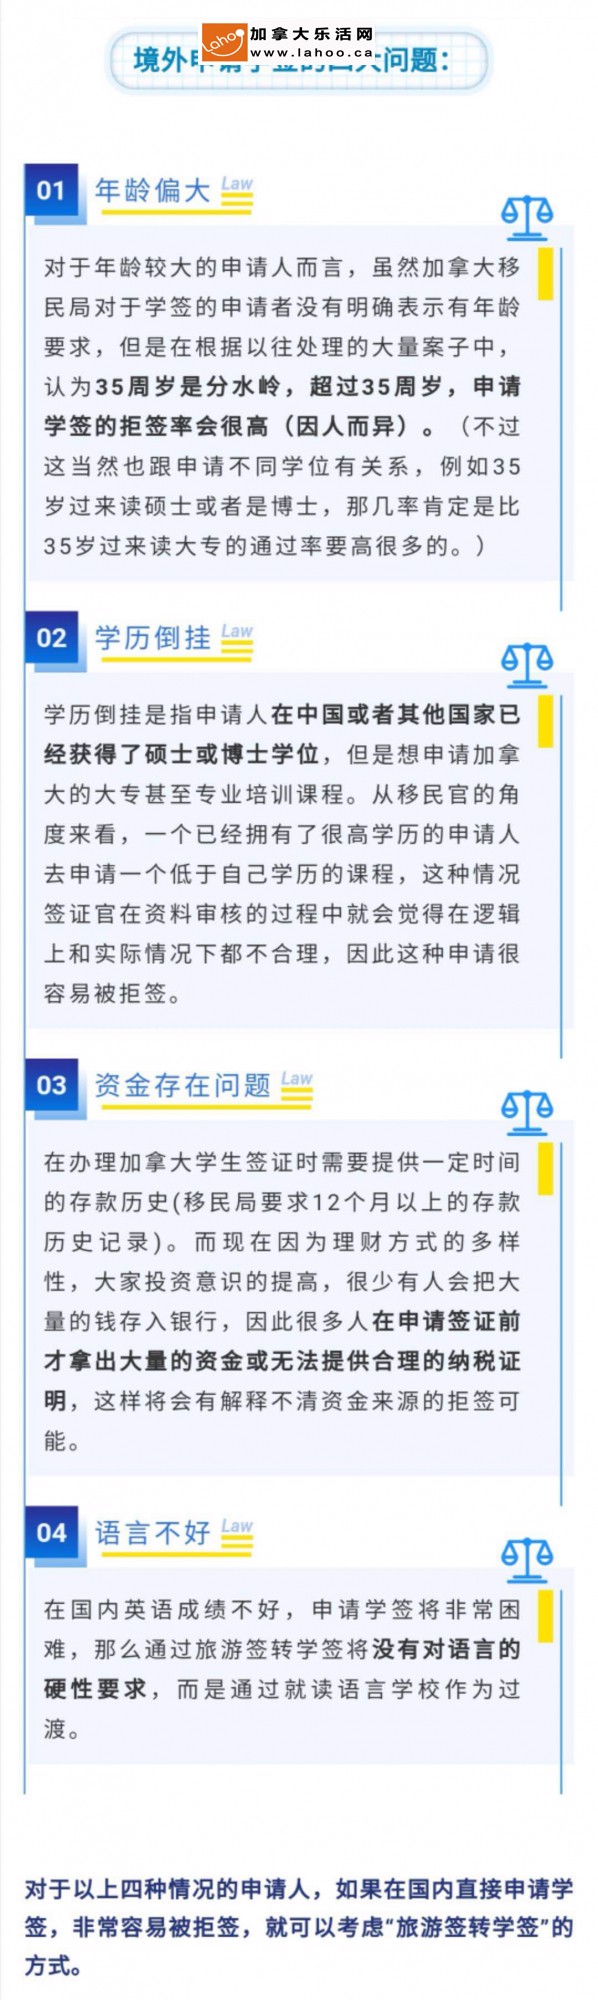 加拿大乐活网
Lahoo
www.lahoo.ca
境外申请学签的四大问题：
01 年龄偏大 Law
对于年龄较大的申请人而言，虽然加拿大移
民局对于学签的申请者没有明确表示有年龄
要求，但是在根据以往处理的大量案子中，
认为35周岁是分水岭，超过35周岁，申请
学签的拒签率会很高（因人而异）。（不过
这当然也跟申请不同学位有关系，例如35
岁过来读硕士或者是博士，那几率肯定是比
35岁过来读大专的通过率要高很多的。）
02 学历倒挂 Law
学历倒挂是指申请人在中国或者其他国家已
经获得了硕士或博士学位，但是想申请加拿
大的大专甚至专业培训课程。从移民官的角
度来看，一个已经拥有了很高学历的申请人
去申请一个低于自己学历的课程，这种情况
签证官在资料审核的过程中就会觉得在逻辑
上和实际情况下都不合理，因此这种申请很
容易被拒签。
03 资金存在问题 Law
在办理加拿大学生签证时需要提供一定时间
的存款历史(移民局要求12个月以上的存款
历史记录)。而现在因为理财方式的多样
性，大家投资意识的提高，很少有人会把大
量的钱存入银行，因此很多人在申请签证前
才拿出大量的资金或无法提供合理的纳税证
明，这样将会有解释不清资金来源的拒签可
能。
04 语言不好 Law
在国内英语成绩不好，申请学签将非常困
难，那么通过旅游签转学签将没有对语言的
硬性要求，而是通过就读语言学校作为过
渡。
对于以上四种情况的申请人，如果在国内直接申请学
签，非常容易被拒签，就可以考虑“旅游签转学签”的
方式。